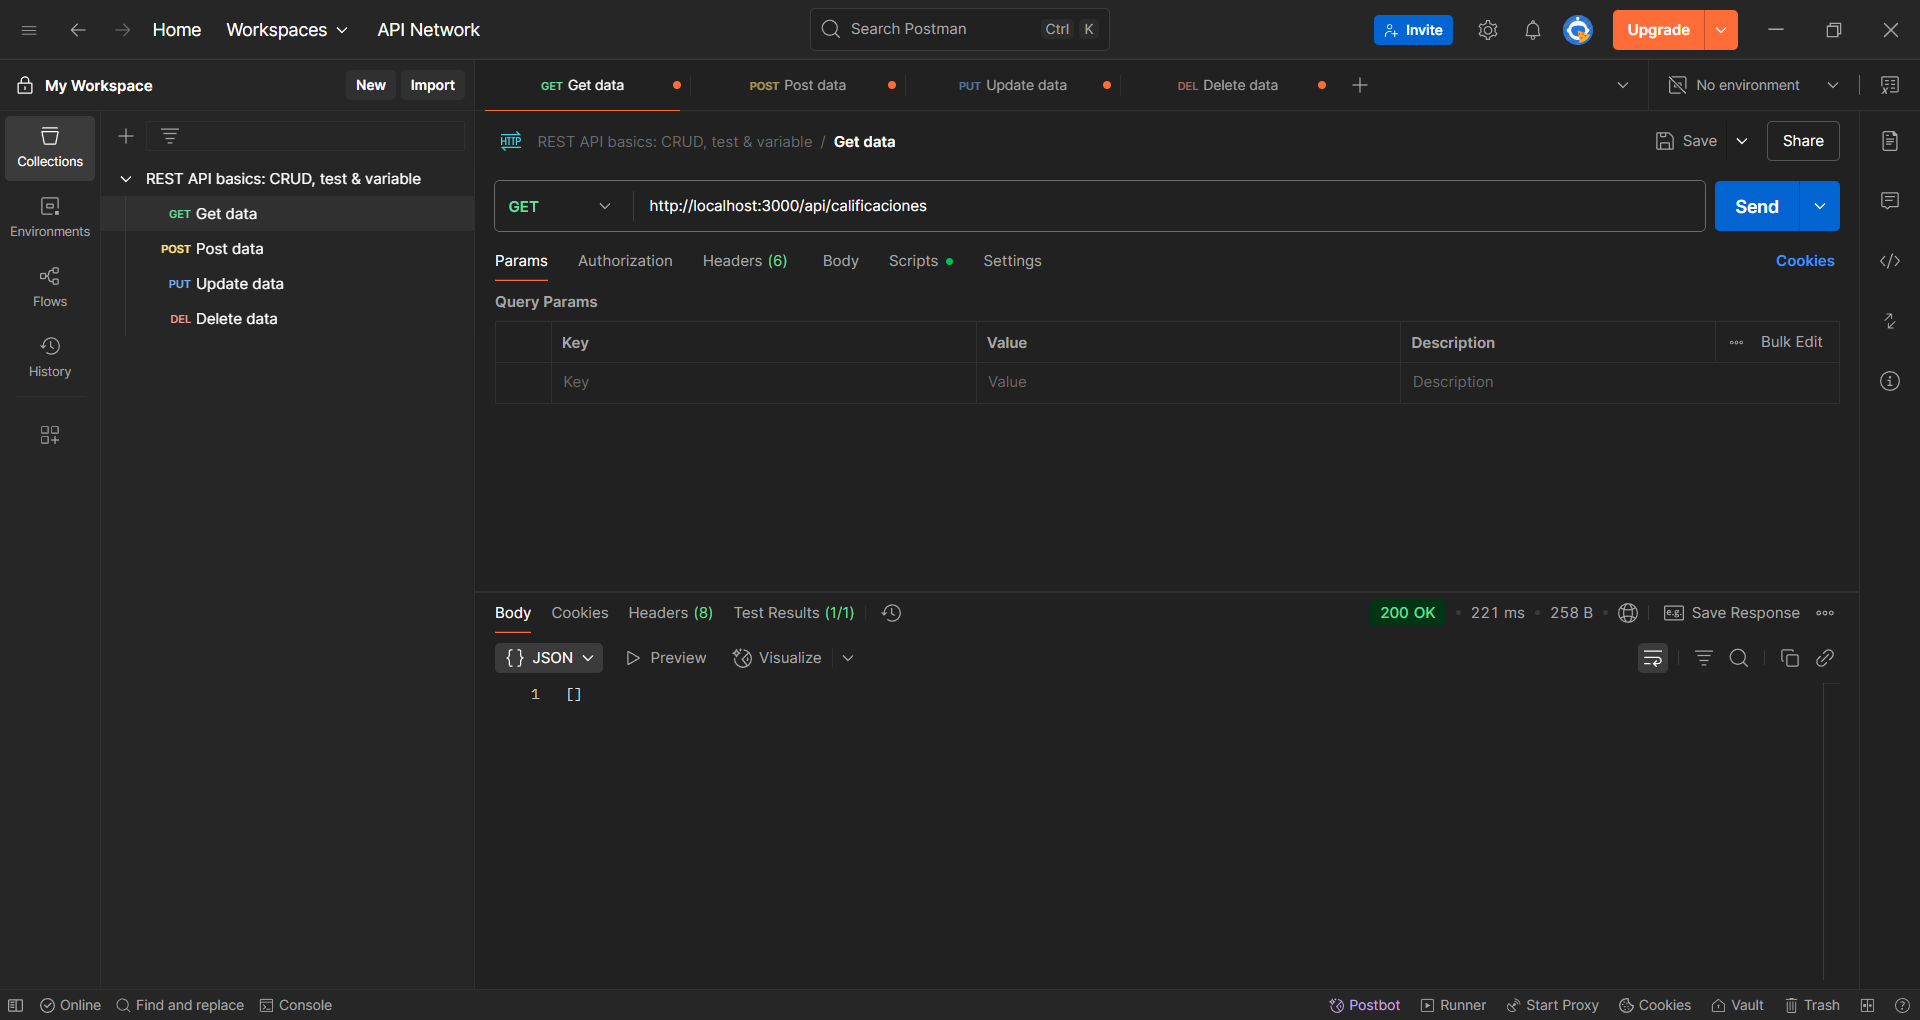 Home Workspaces API Network Search Postman Ctrl K Invite Upgrade
My Workspace New Import GET Get data POST Post data PUT Update data DEL Delete data No environment
Collections
Environments
Flows
History
REST API basics: CRUD, test & variable
GET Get data
POST Post data
PUT Update data
DEL Delete data
HTTP REST API basics: CRUD, test & variable / Get data Save Share
GET http://localhost:3000/api/calificaciones Send
Params Authorization Headers (6) Body Scripts Settings Cookies
Query Params
Key Value Description Bulk Edit
Key Value Description
Body Cookies Headers (8) Test Results (1/1) 200 OK 221 ms 258 B e.g. Save Response
{} JSON Preview Visualize
1 []
Online Find and replace Console Postbot Runner Start Proxy Cookies Vault Trash